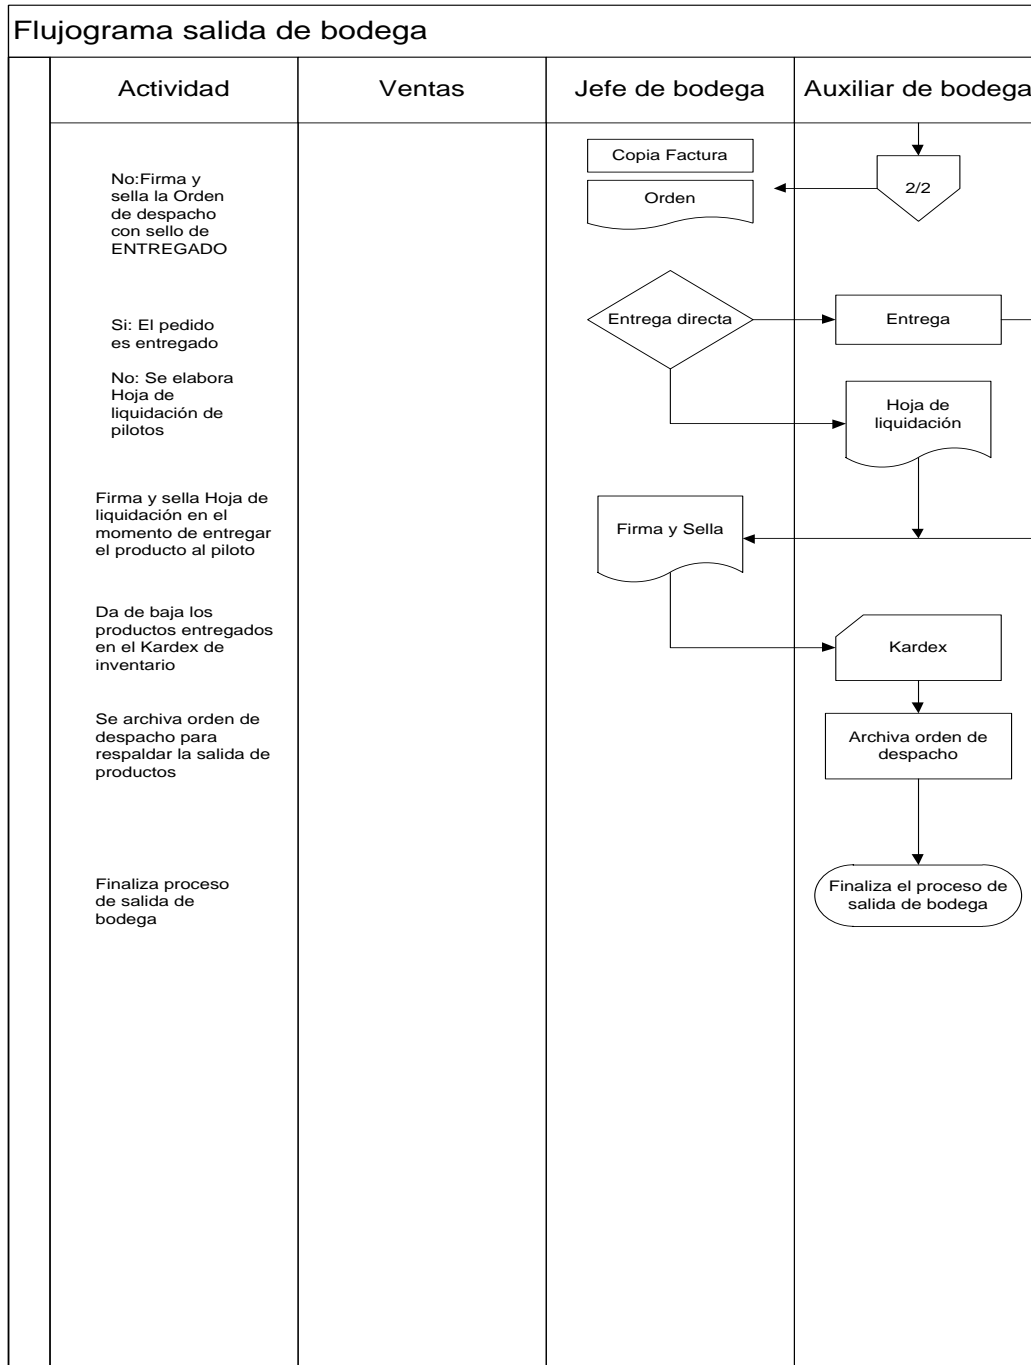 Flujograma salida de bodega
Actividad
Ventas
Jefe de bodega
Auxiliar de bodega
No:Firma y
sella la Orden
de despacho
con sello de
ENTREGADO
Copia Factura
Orden
2/2
Si: El pedido
es entregado
Entrega directa
Entrega
No: Se elabora
Hoja de
liquidación de
pilotos
Hoja de
liquidación
Firma y sella Hoja de
liquidación en el
momento de entregar
el producto al piloto
Firma y Sella
Da de baja los
productos entregados
en el Kardex de
inventario
Kardex
Se archiva orden de
despacho para
respaldar la salida de
productos
Archiva orden de
despacho
Finaliza proceso
de salida de
bodega
Finaliza el proceso de
salida de bodega